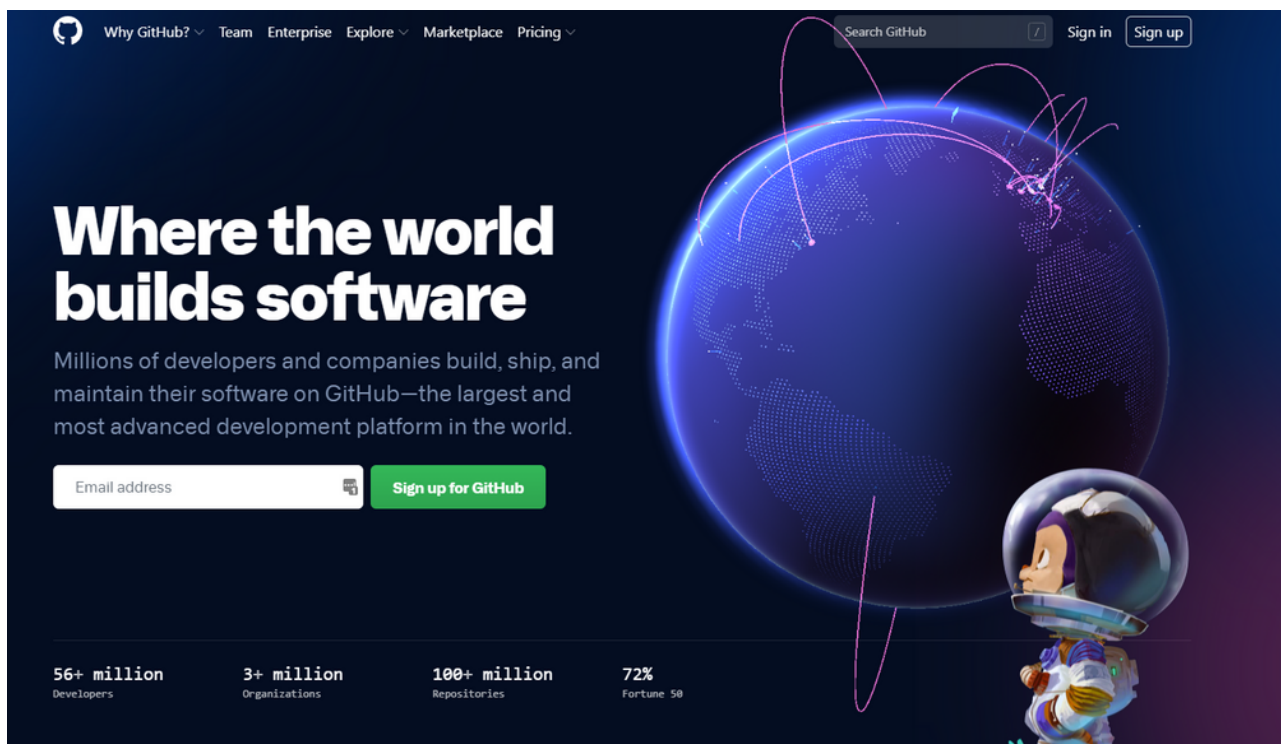 Why GitHub? Team Enterprise Explore Marketplace Pricing Search GitHub / Sign in Sign up
Where the world
builds software
Millions of developers and companies build, ship, and
maintain their software on GitHub—the largest and
most advanced development platform in the world.
Email address Sign up for GitHub
56+ million 3+ million 100+ million 72%
Developers Organizations Repositories Fortune 50